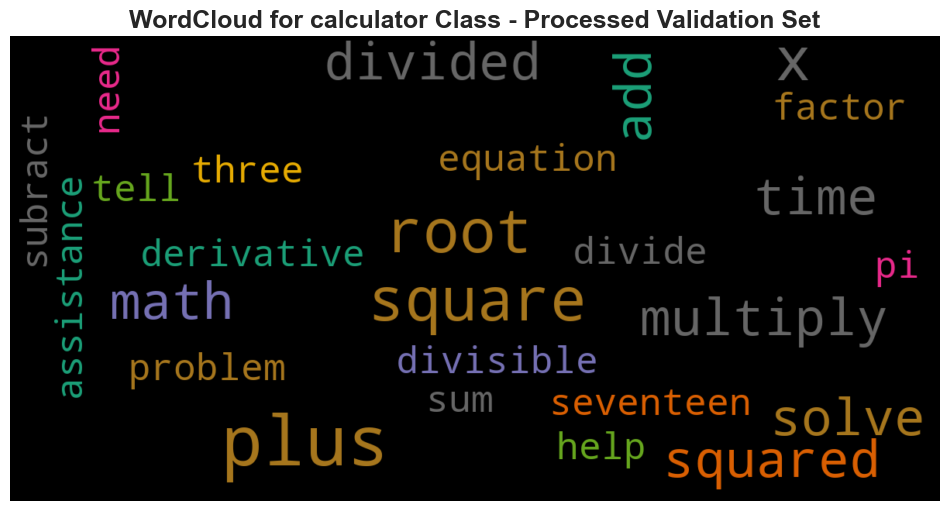 WordCloud for calculator Class - Processed Validation Set
need
divided
add
x
factor
subract
three
equation
tell
assistance
time
root
derivative
divide
pi
math
square
multiply
problem
divisible
sum
seventeen
plus
help
solve
squared